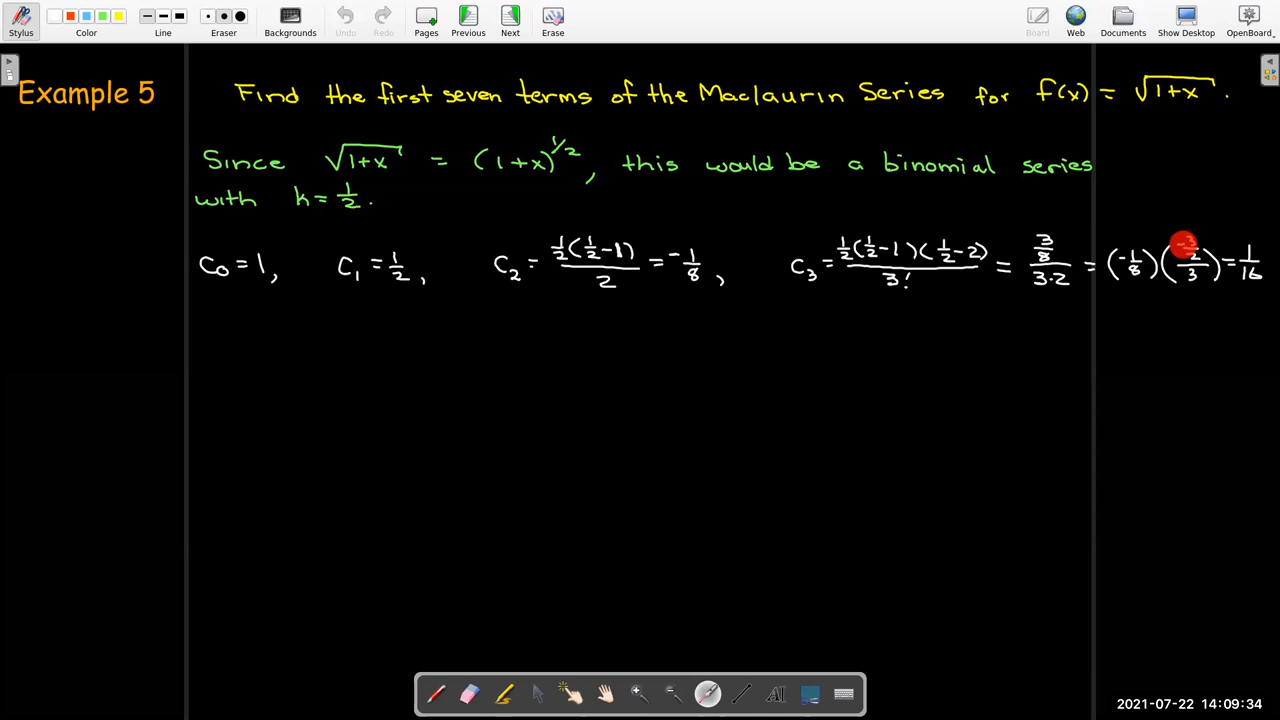 Stylus Color Line Eraser Backgrounds Undo Redo Pages Previous Next Erase Board Web Documents Show Desktop OpenBoard
Example 5
Find the first seven terms of the Maclaurin Series for f(x) = √(1+x).
Since √(1+x) = (1+x)^(1/2), this would be a binomial series
with k = 1/2.
C₀ = 1, C₁ = 1/2, C₂ = (1/2(1/2-1))/2 = -1/8, C₃ = (1/2(1/2-1)(1/2-2))/3! = (3/8)/(3·2) = (-1/8)((-3/2)/3) = 1/16
2021-07-22 14:09:34